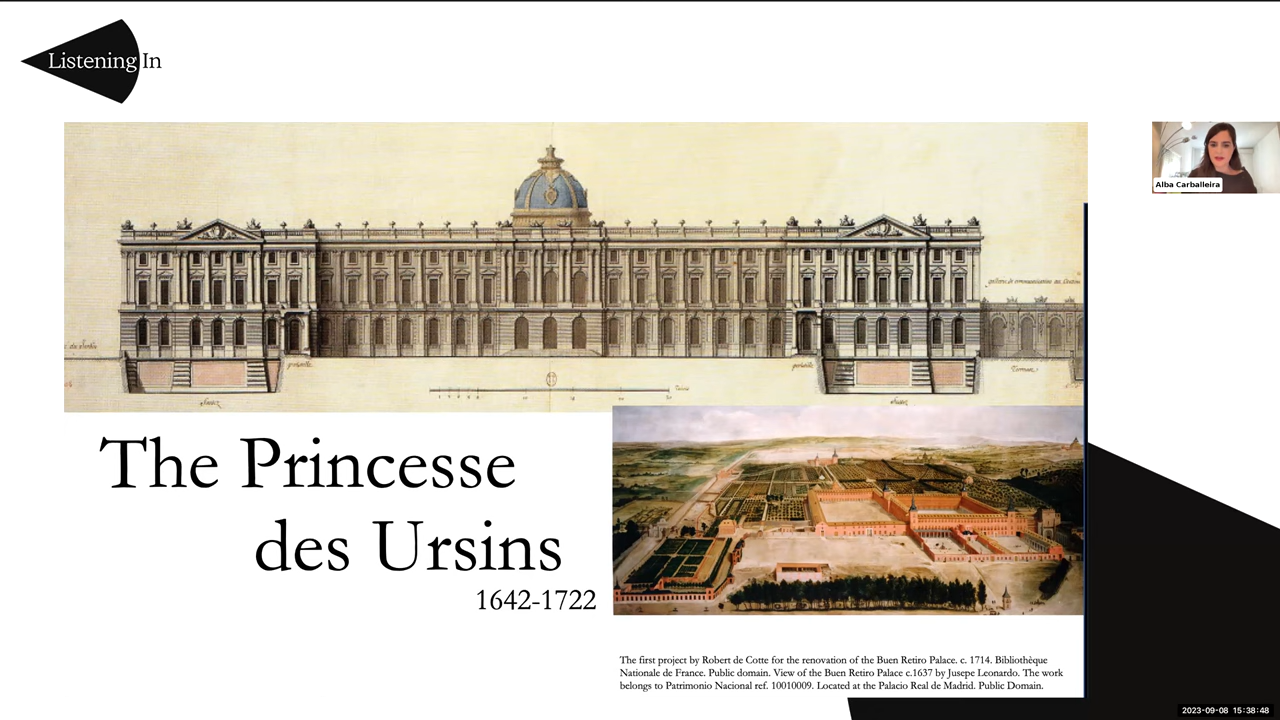 Listening In
Alba Carballeira
The Princesse
des Ursins
1642-1722
The first project by Robert de Cotte for the renovation of the Buen Retiro Palace. c. 1714. Bibliothèque
Nationale de France. Public domain. View of the Buen Retiro Palace c.1637 by Jusepe Leonardo. The work
belongs to Patrimonio Nacional ref. 10010009. Located at the Palacio Real de Madrid. Public Domain.
2023-09-08 15:38:48